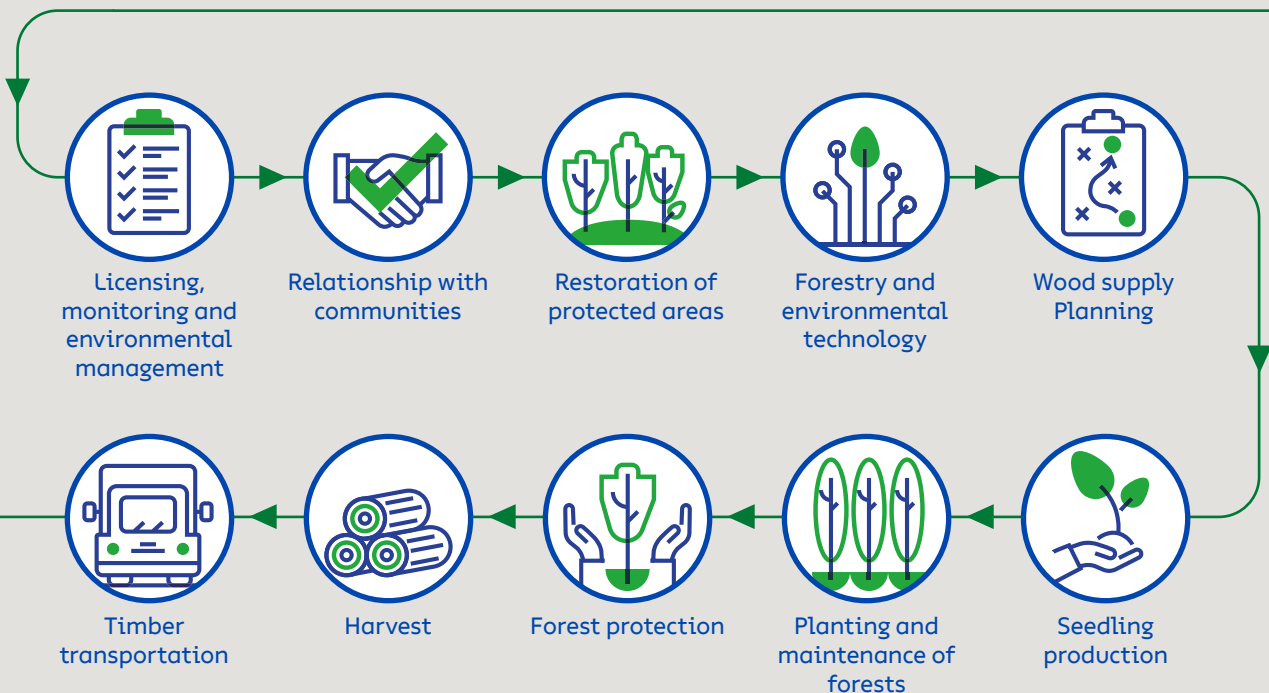 Licensing,
monitoring and
environmental
management
Relationship with
communities
Restoration of
protected areas
Forestry and
environmental
technology
Wood supply
Planning
Timber
transportation
Harvest
Forest protection
Planting and
maintenance of
forests
Seedling
production